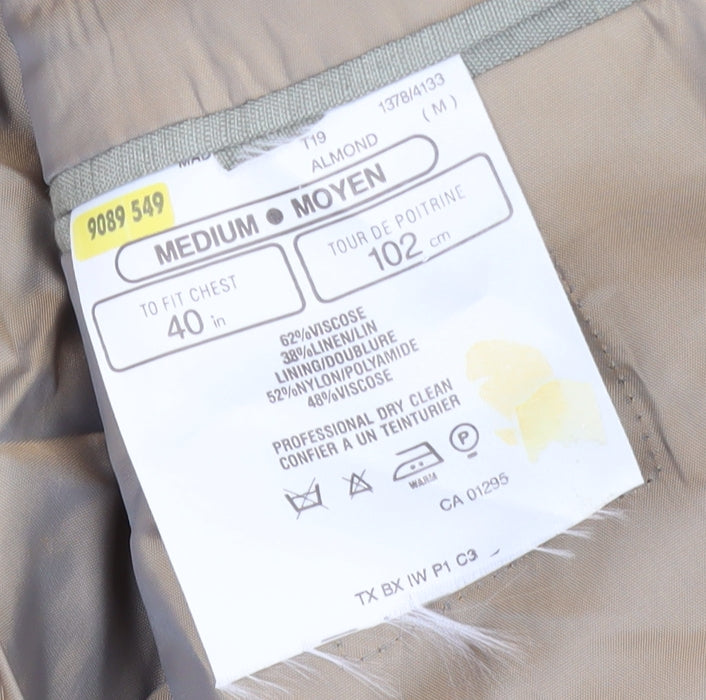 1378/4133
T19
(M)
ALMOND
9089 549
MEDIUM ● MOYEN
TO FIT CHEST
40 in
TOUR DE POITRINE
102 cm
62%VISCOSE
38%LINEN/LIN
LINING/DOUBLURE
52%NYLON/POLYAMIDE
48%VISCOSE
PROFESSIONAL DRY CLEAN
CONFIER A UN TEINTURIER
P
WARM
CA 01295
TX BX IW P1 C3